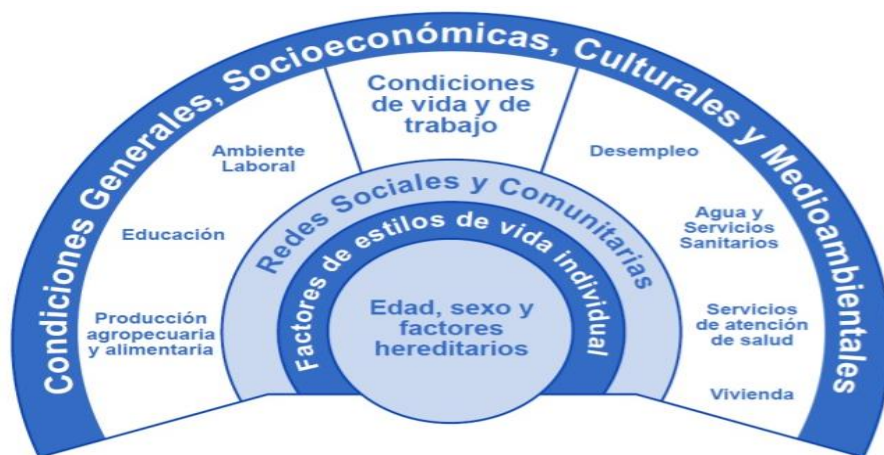 Condiciones Generales, Socioeconómicas, Culturales y Medioambientales
Condiciones
de vida y de
trabajo
Ambiente
Laboral
Desempleo
Educación
Agua y
Servicios
Sanitarios
Producción
agropecuaria
y alimentaria
Servicios
de atención
de salud
Vivienda
Redes Sociales y Comunitarias
Factores de estilos de vida individual
Edad, sexo y
factores
hereditarios